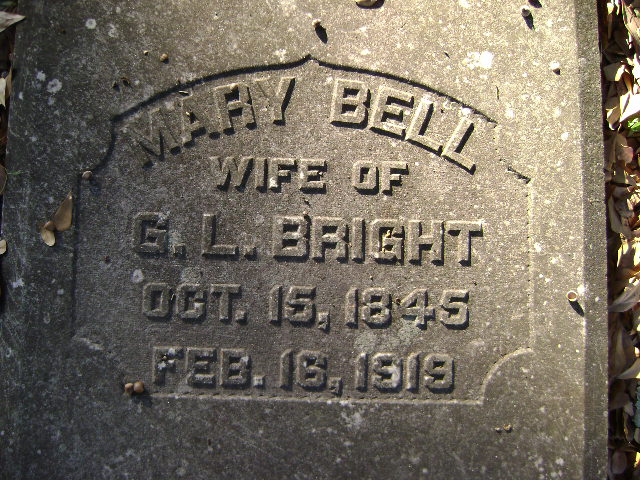 MARY BELL
WIFE OF
G. L. BRIGHT
OCT. 15, 1845
FEB. 16, 1919